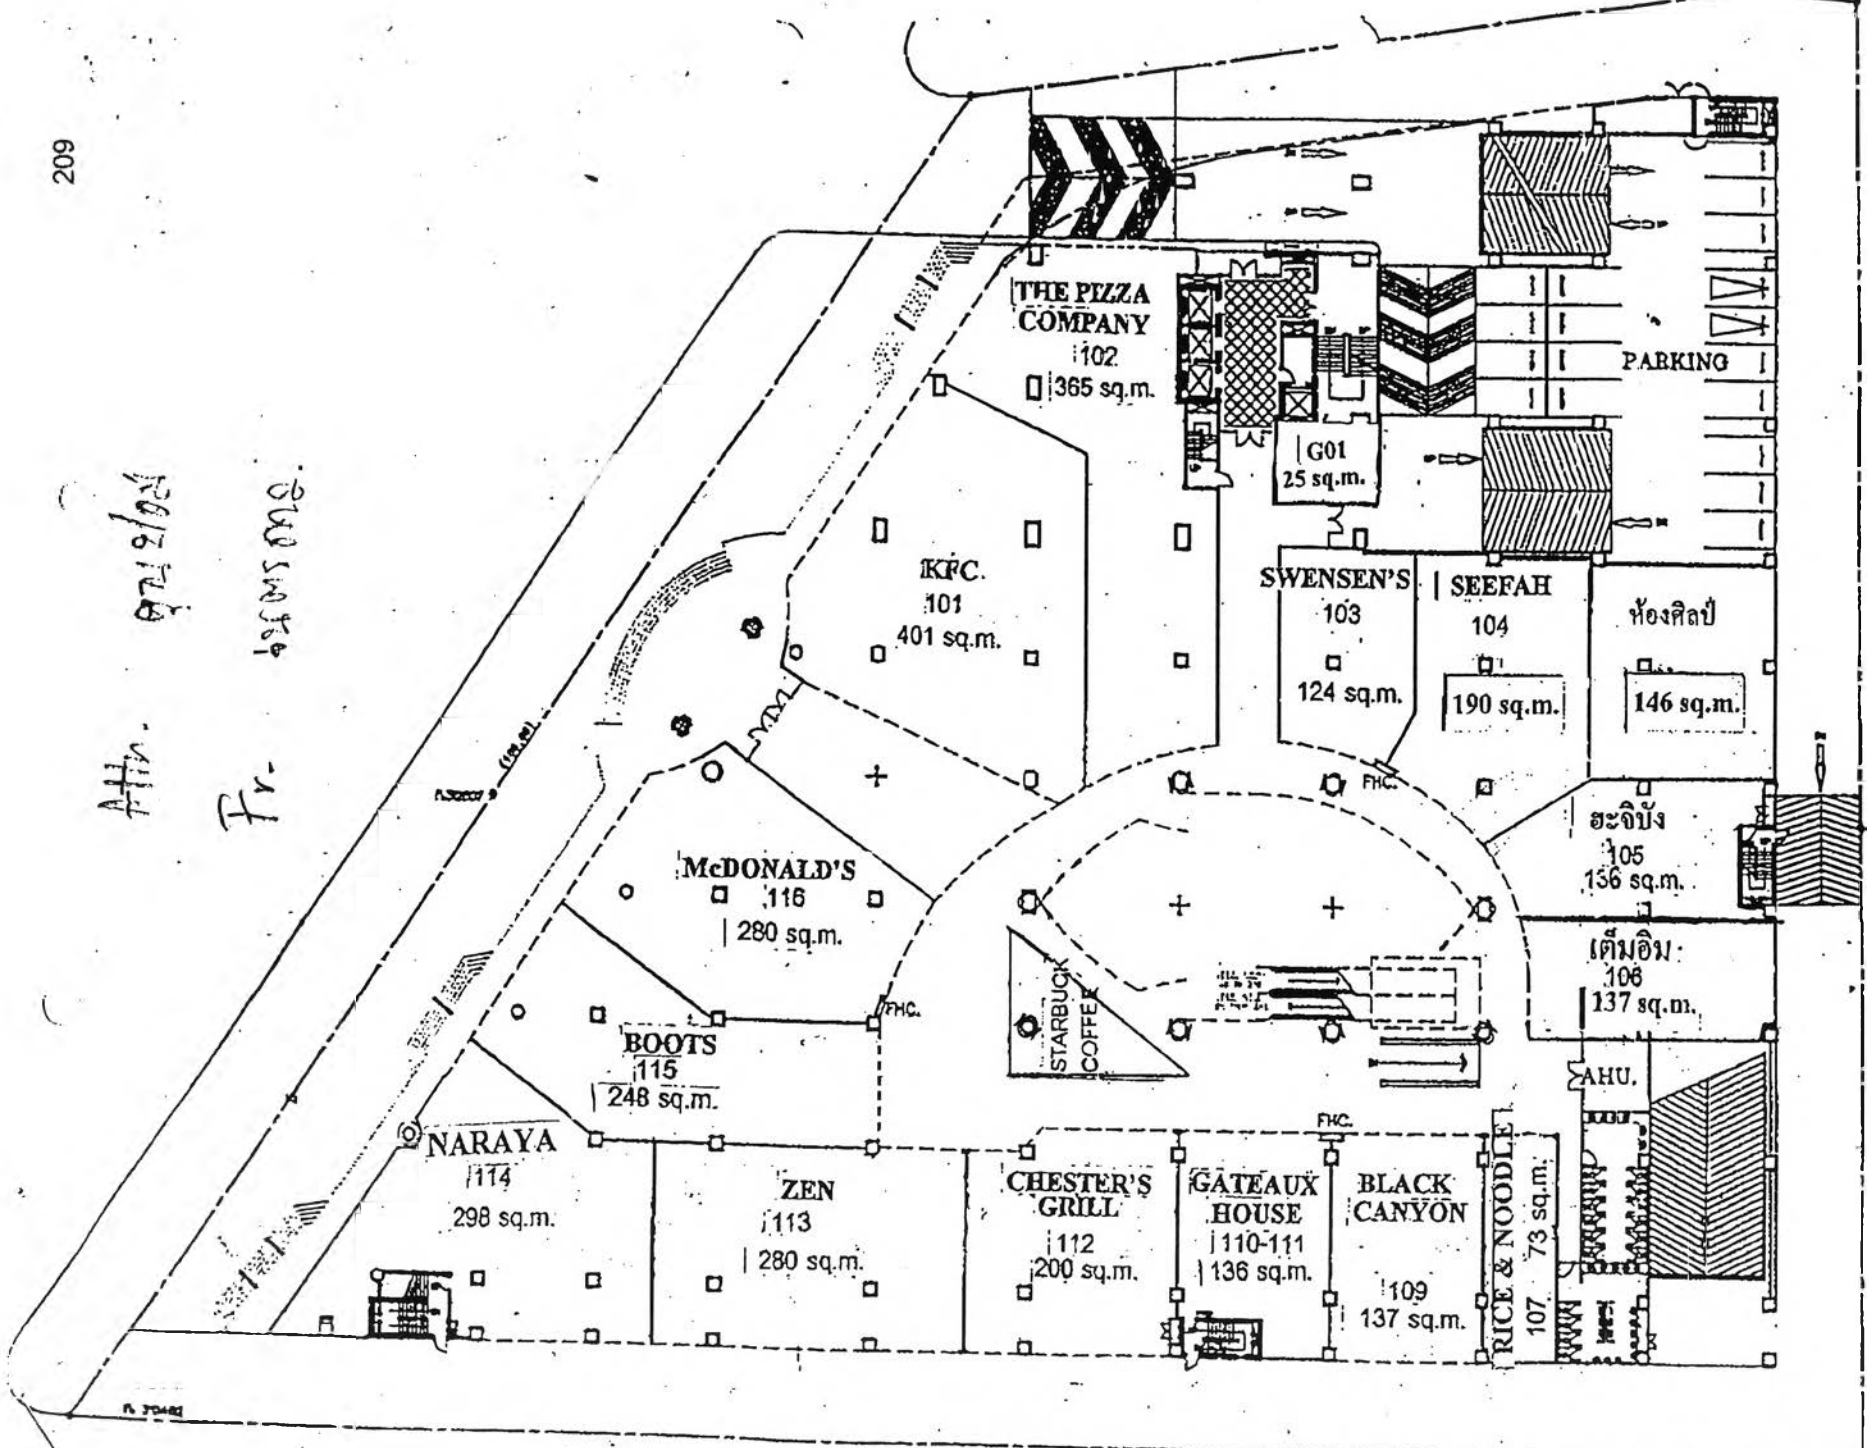 209
Attn.
Fr.
THE PIZZA
COMPANY
102
365 sq.m.
PARKING
G01
25 sq.m.
KFC.
101
401 sq.m.
SWENSEN'S
103
124 sq.m.
SEEFAH
104
190 sq.m.
ห้องศิลป์
146 sq.m.
FHC.
ฮะจิบัง
105
136 sq.m.
McDONALD'S
116
280 sq.m.
เต็มอิ่ม
106
137 sq.m.
FHC.
STARBUCK
COFFEE
BOOTS
115
248 sq.m.
AHU.
NARAYA
114
298 sq.m.
ZEN
113
280 sq.m.
CHESTER'S
GRILL
112
200 sq.m.
GATEAUX
HOUSE
110-111
136 sq.m.
FHC.
BLACK
CANYON
109
137 sq.m.
RICE & NOODLE
107 73 sq.m.